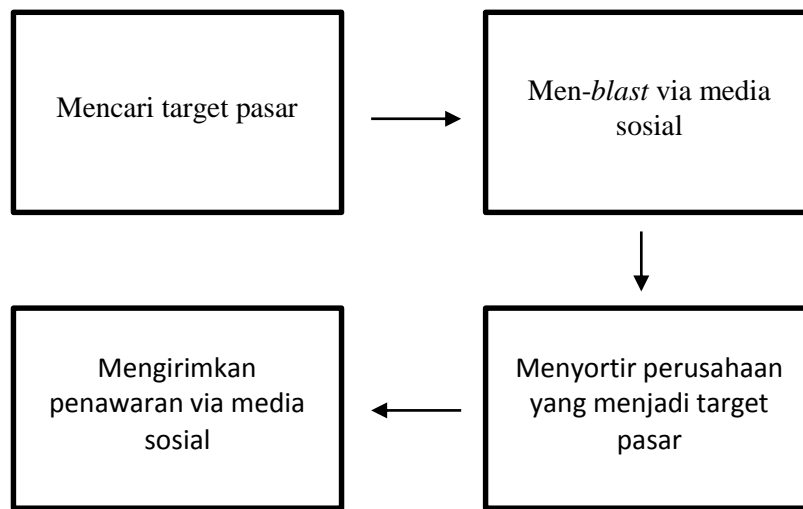 Mencari target pasar
Men-blast via media
sosial
Menyortir perusahaan
yang menjadi target
pasar
Mengirimkan
penawaran via media
sosial